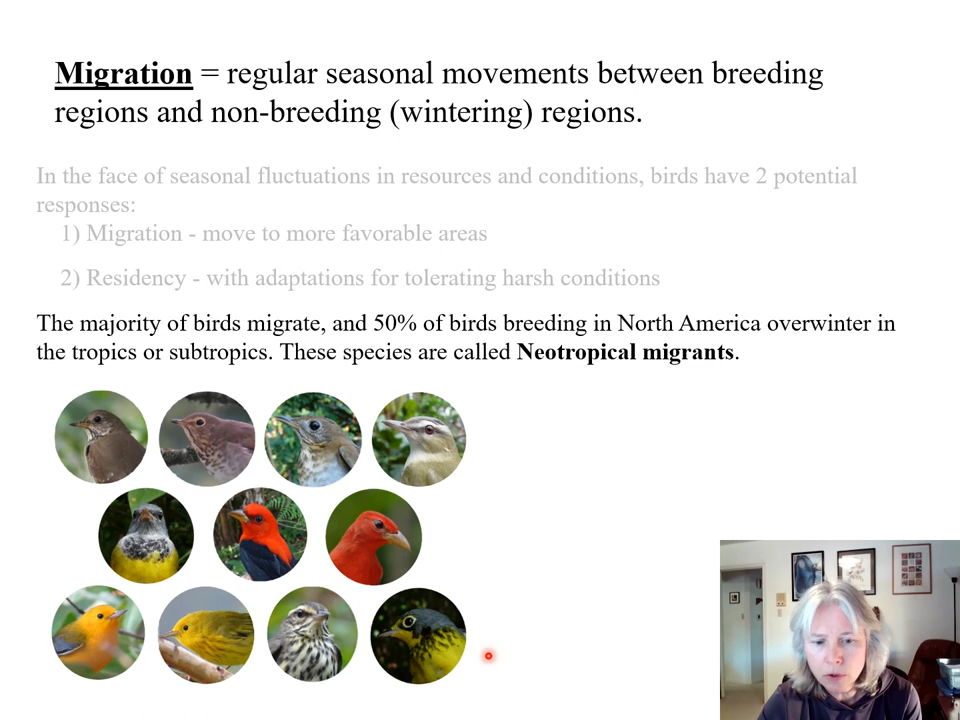 Migration = regular seasonal movements between breeding
regions and non-breeding (wintering) regions.
In the face of seasonal fluctuations in resources and conditions, birds have 2 potential
responses:
1) Migration - move to more favorable areas
2) Residency - with adaptations for tolerating harsh conditions
The majority of birds migrate, and 50% of birds breeding in North America overwinter in
the tropics or subtropics. These species are called Neotropical migrants.